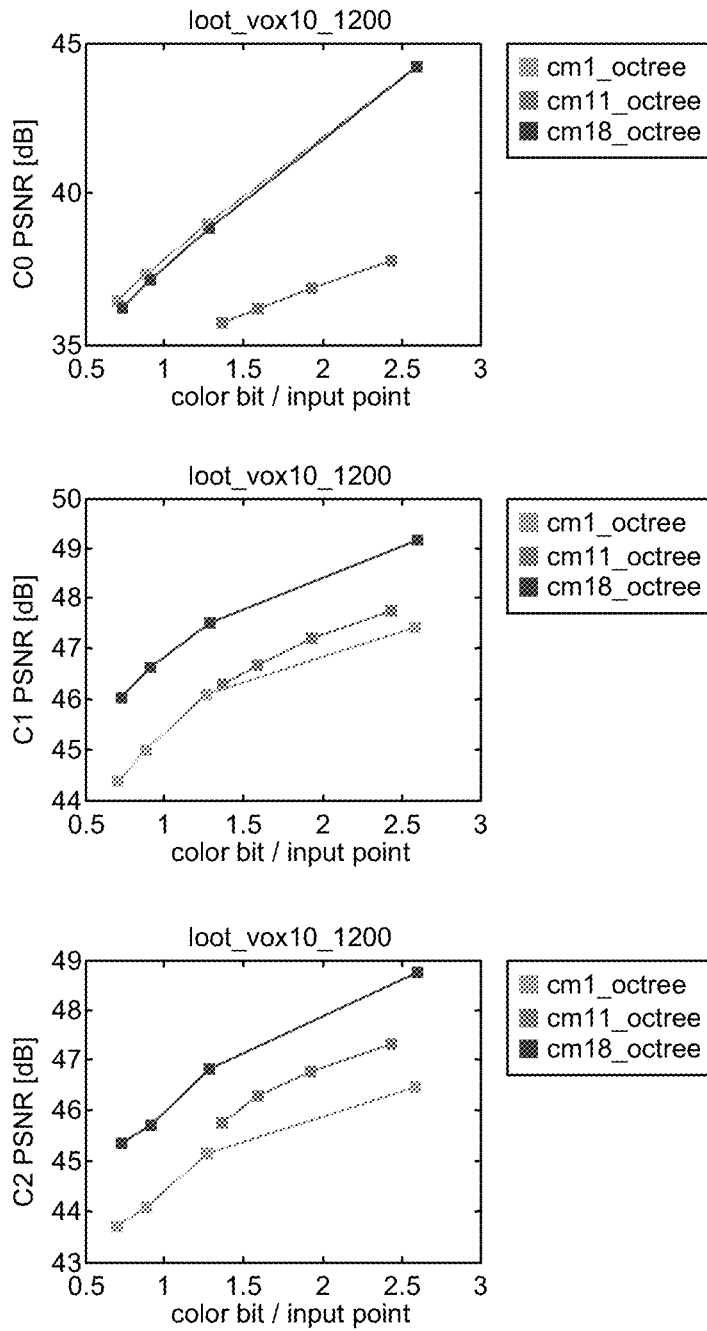 loot_vox10_1200
45
40
35
C0 PSNR [dB]
0.5 1 1.5 2 2.5 3
color bit / input point
cm1_octree
cm11_octree
cm18_octree
loot_vox10_1200
50
49
48
47
46
45
44
C1 PSNR [dB]
0.5 1 1.5 2 2.5 3
color bit / input point
cm1_octree
cm11_octree
cm18_octree
loot_vox10_1200
49
48
47
46
45
44
43
C2 PSNR [dB]
0.5 1 1.5 2 2.5 3
color bit / input point
cm1_octree
cm11_octree
cm18_octree